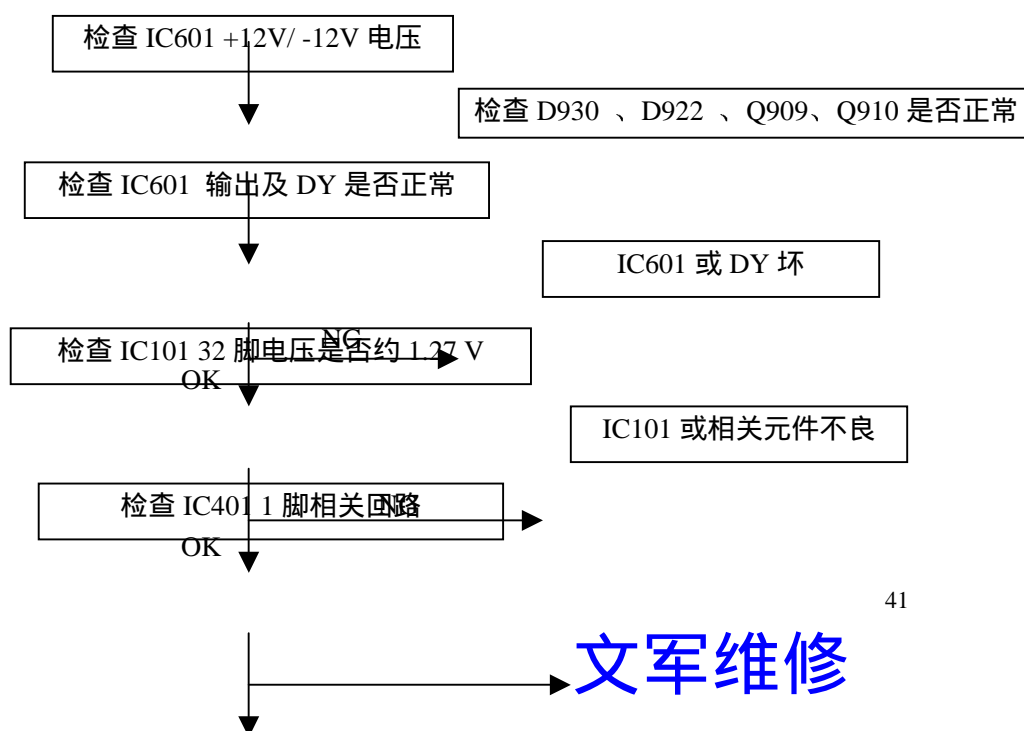 检查 IC601 +12V/ -12V 电压
检查 D930 、D922 、Q909、Q910 是否正常
检查 IC601 输出及 DY 是否正常
IC601 或 DY 坏
NG
检查 IC101 32 脚电压是否约 1.27 V
OK
IC101 或相关元件不良
检查 IC401 1 脚相关回路
NG
OK
41
文军维修